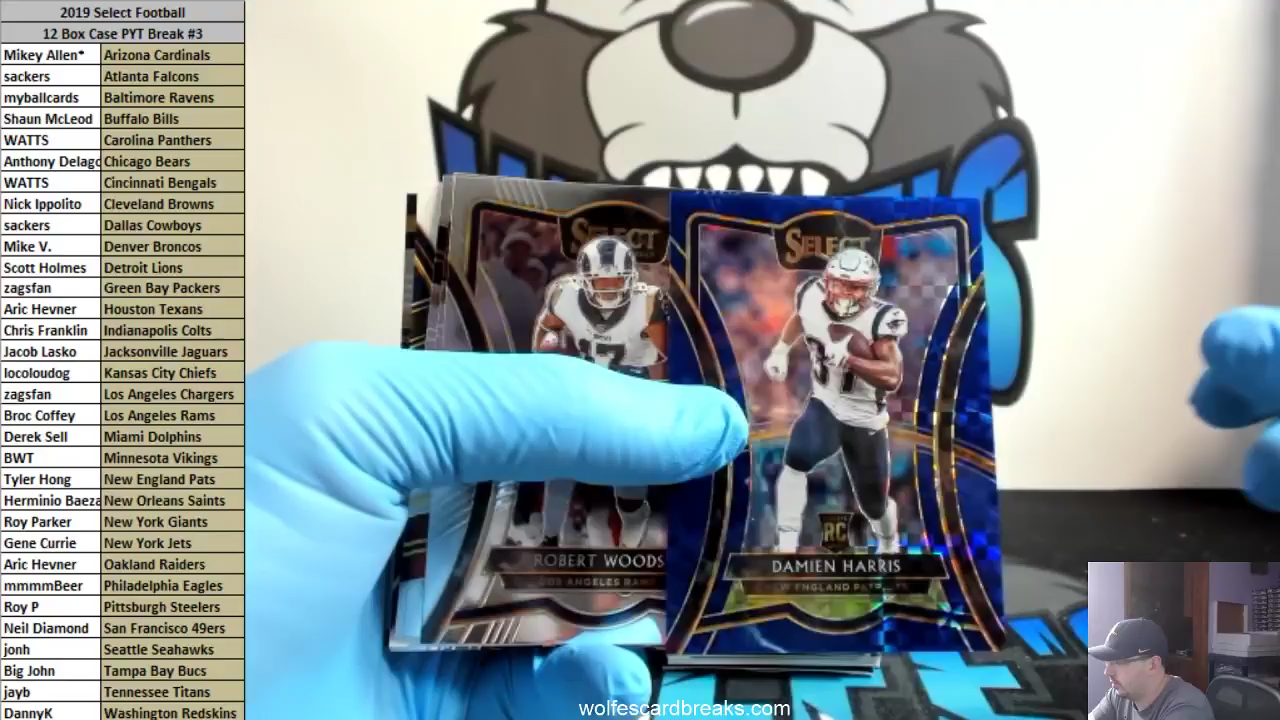 2019 Select Football
12 Box Case PYT Break #3
Mikey Allen* Arizona Cardinals
sackers Atlanta Falcons
myballcards Baltimore Ravens
Shaun McLeod Buffalo Bills
WATTS Carolina Panthers
Anthony Delagc Chicago Bears
WATTS Cincinnati Bengals
Nick Ippolito Cleveland Browns
sackers Dallas Cowboys
Mike V. Denver Broncos
Scott Holmes Detroit Lions
zagsfan Green Bay Packers
Aric Hevner Houston Texans
Chris Franklin Indianapolis Colts
Jacob Lasko Jacksonville Jaguars
locoloudog Kansas City Chiefs
zagsfan Los Angeles Chargers
Broc Coffey Los Angeles Rams
Derek Sell Miami Dolphins
BWT Minnesota Vikings
Tyler Hong New England Pats
Herminio Baeza New Orleans Saints
Roy Parker New York Giants
Gene Currie New York Jets
Aric Hevner Oakland Raiders
mmmmBeer Philadelphia Eagles
Roy P Pittsburgh Steelers
Neil Diamond San Francisco 49ers
jonh Seattle Seahawks
Big John Tampa Bay Bucs
jayb Tennessee Titans
DannyK Washington Redskins
SELECT
17
ROBERT WOODS
LOS ANGELES RAMS
SELECT
37
RC
DAMIEN HARRIS
ENGLAND
wolfescardbreaks.com